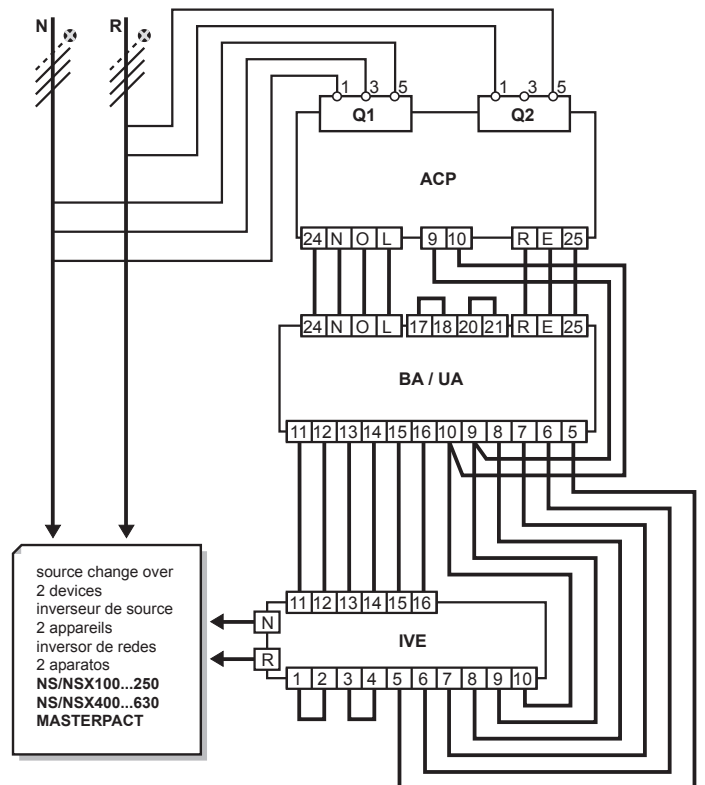 N R
1 3 5 1 3 5
Q1 Q2
ACP
24 N O L 9 10 R E 25
24 N O L 17 18 20 21 R E 25
BA / UA
11 12 13 14 15 16 10 9 8 7 6 5
source change over
2 devices
inverseur de source
2 appareils
inversor de redes
2 aparatos
NS/NSX100...250
NS/NSX400...630
MASTERPACT
11 12 13 14 15 16
N
IVE
R
1 2 3 4 5 6 7 8 9 10